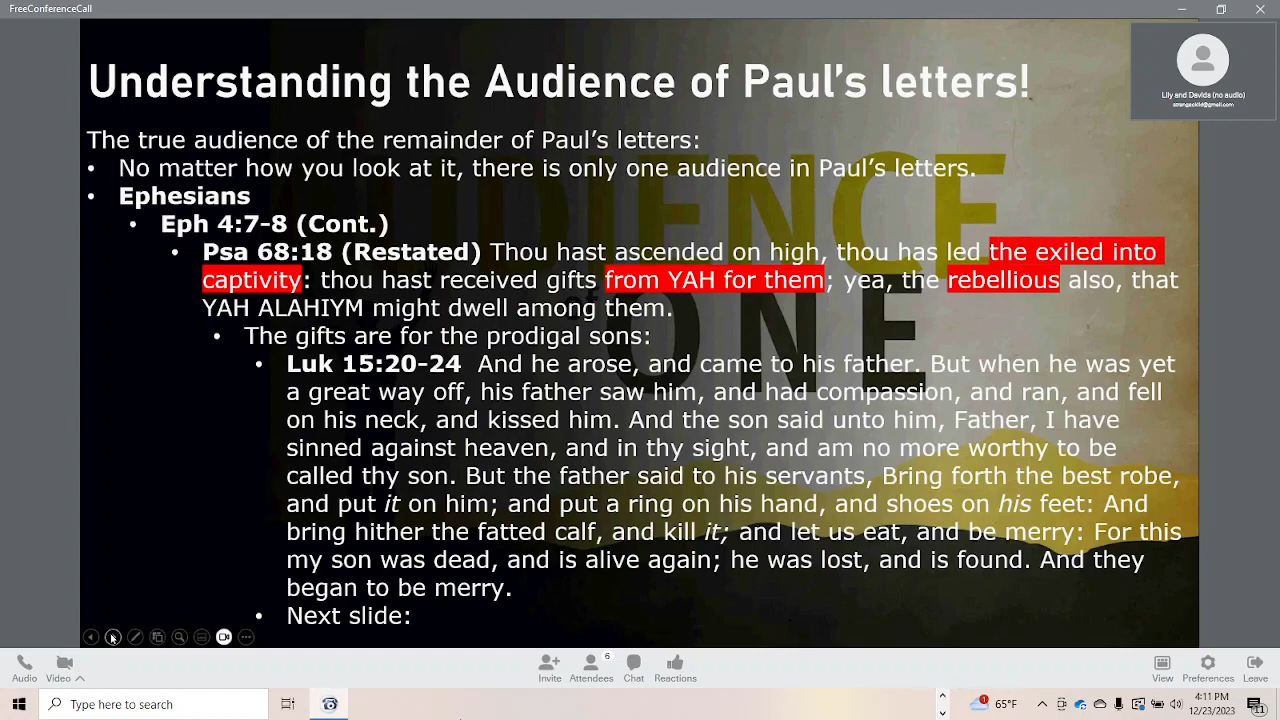 FreeConferenceCall
Understanding the Audience of Paul's letters!
Lily and Davids (no audio)
The true audience of the remainder of Paul's letters:
• No matter how you look at it, there is only one audience in Paul's letters.
• Ephesians
• Eph 4:7-8 (Cont.)
• Psa 68:18 (Restated) Thou hast ascended on high, thou has led the exiled into
captivity: thou hast received gifts from YAH for them; yea, the rebellious also, that
YAH ALAHIYM might dwell among them.
• The gifts are for the prodigal sons:
• Luk 15:20-24 And he arose, and came to his father. But when he was yet
a great way off, his father saw him, and had compassion, and ran, and fell
on his neck, and kissed him. And the son said unto him, Father, I have
sinned against heaven, and in thy sight, and am no more worthy to be
called thy son. But the father said to his servants, Bring forth the best robe,
and put it on him; and put a ring on his hand, and shoes on his feet: And
bring hither the fatted calf, and kill it; and let us eat, and be merry: For this
my son was dead, and is alive again; he was lost, and is found. And they
began to be merry.
• Next slide:
AUDIENCE
of
ONE
6
Audio Video Invite Attendees Chat Reactions View Preferences Leave
Type here to search
1 65°F
4:11 PM
12/23/2023
11